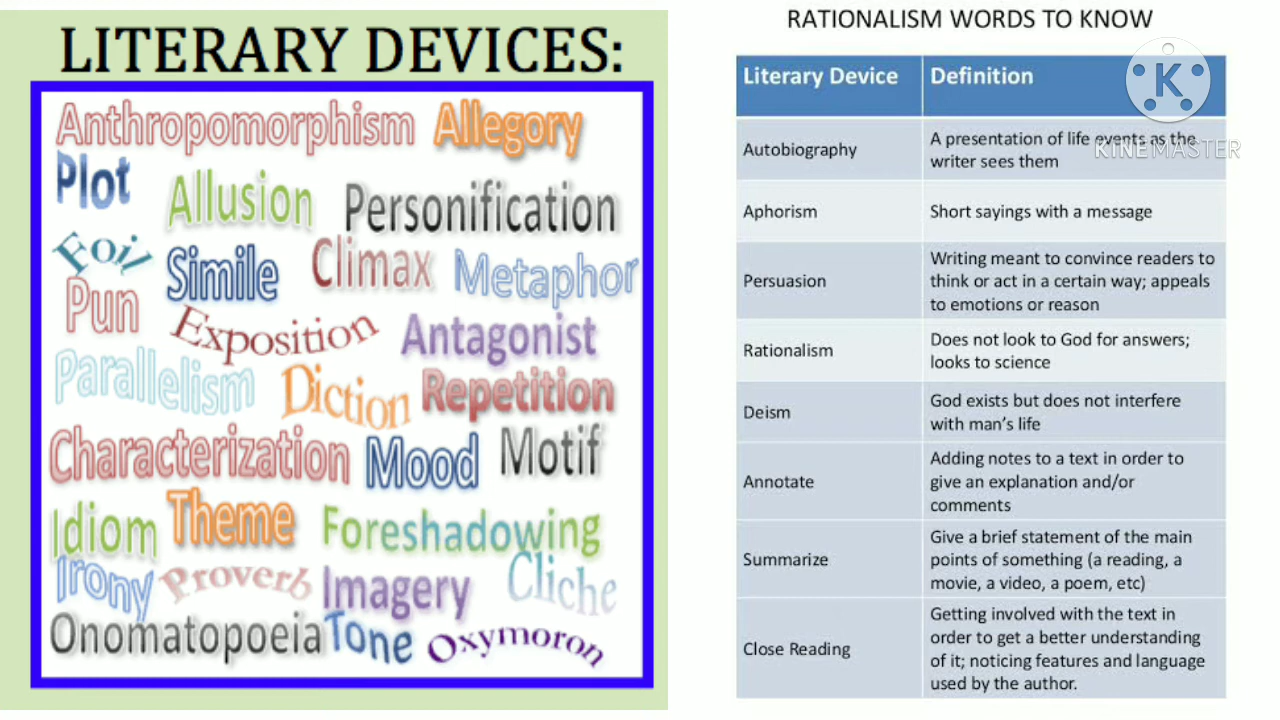 LITERARY DEVICES:
Anthropomorphism Allegory
Plot Allusion Personification
Foil Simile Climax Metaphor
Pun Exposition Antagonist
Parallelism Diction Repetition
Characterization Mood Motif
Idiom Theme Foreshadowing
Irony Proverb Imagery Cliche
Onomatopoeia Tone Oxymoron
RATIONALISM WORDS TO KNOW
K
KINEMASTER
Literary Device Definition
Autobiography
A presentation of life events as the
writer sees them
Aphorism
Short sayings with a message
Persuasion
Writing meant to convince readers to
think or act in a certain way; appeals
to emotions or reason
Rationalism
Does not look to God for answers;
looks to science
Deism
God exists but does not interfere
with man's life
Annotate
Adding notes to a text in order to
give an explanation and/or
comments
Summarize
Give a brief statement of the main
points of something (a reading, a
movie, a video, a poem, etc)
Close Reading
Getting involved with the text in
order to get a better understanding
of it; noticing features and language
used by the author.